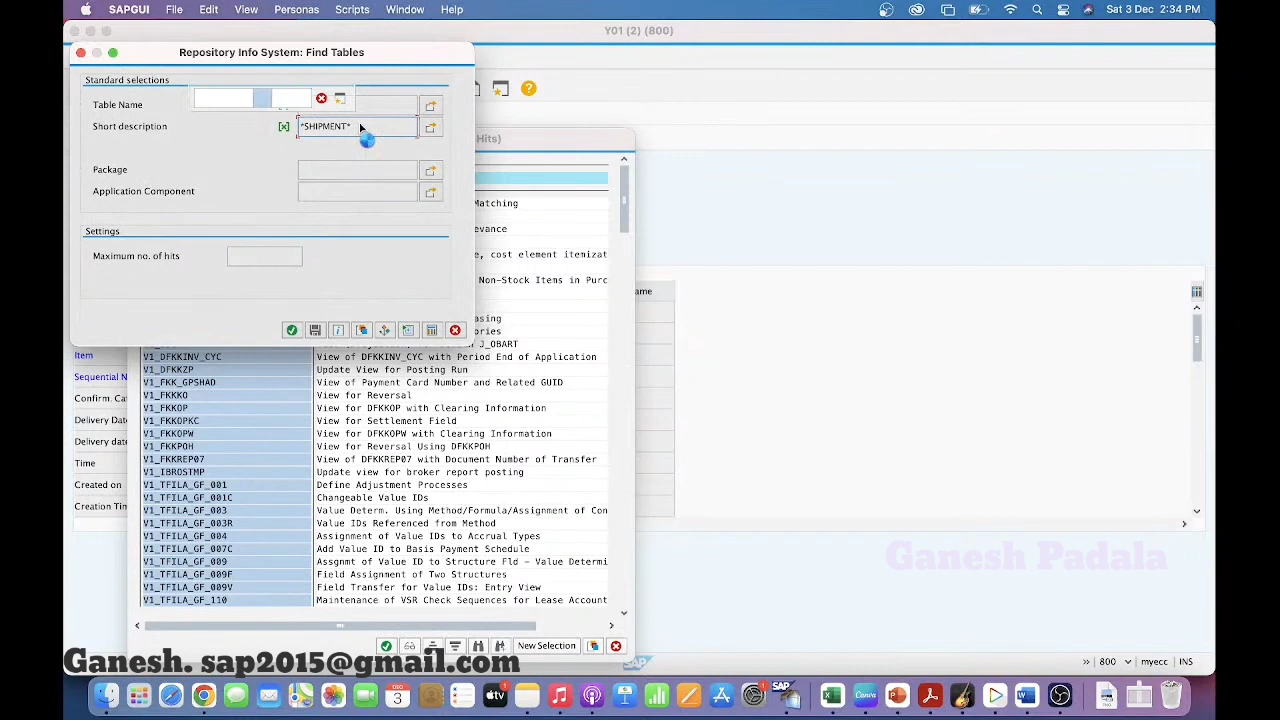 SAPGUI File Edit View Menu Personas Scripts Window Help Sat 3 Dec 2:34 PM
Y01 (2) (800)
Repository Info System: Find Tables
Standard selections
Table Name
Short description *SHIPMENT*
Hits)
Package
Application Component
Matching
evance
Settings
Maximum no. of hits
, cost element itemizat
Non-Stock Items in Purc
ame
asing
ories
J_OBART
Item
V1_DFKKINV_CYC View of DFKKINV_CYC with Period End of Application
V1_DFKKZP Update View for Posting Run
Sequential N
V1_FKK_GPSHAD View of Payment Card Number and Related GUID
Confirm. Ca
V1_FKKKO View for Reversal
V1_FKKOP View for DFKKOP with Clearing Information
Delivery date
V1_FKKOPKC View of Settlement Field
V1_FKKOPW View for DFKKOPW with Clearing Information
Delivery date
V1_FKKPOH View for Reversal Using DFKKPOH
V1_FKKREP07 View for DFKKREP07 with Document Number of Transfer
Time
V1_IBROSTMP Update view for broker report posting
Created on
V1_TFILA_GF_001 Define Adjustment Processes
V1_TFILA_GF_001C Changeable Value IDs
Creation Tim
V1_TFILA_GF_003 Value Determ. Using Method/Formula/Assignment of Con
V1_TFILA_GF_003R Value IDs Referenced from Method
V1_TFILA_GF_004 Assignment of Value IDs to Accrual Types
V1_TFILA_GF_007C Add Value ID to Basis Payment Schedule
V1_TFILA_GF_009 Assgnmt of Value ID to Structure Fld - Value Determi
V1_TFILA_GF_009F Field Assignment of Two Structures
V1_TFILA_GF_009V Field Transfer for Value IDs: Entry View
V1_TFILA_GF_110 Maintenance of VSR Check Sequences for Lease Account
Ganesh Padala
New Selection
Ganesh. sap2015@gmail.com
SAP
» 800 myecc INS
DEC
3
tv
SAP